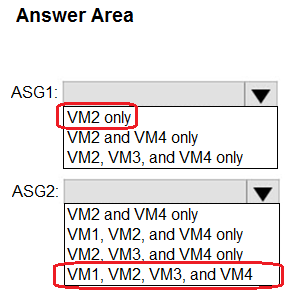 Answer Area
ASG1:
VM2 only
VM2 and VM4 only
VM2, VM3, and VM4 only
ASG2:
VM2 and VM4 only
VM1, VM2, and VM4 only
VM2, VM3, and VM4 only
VM1, VM2, VM3, and VM4